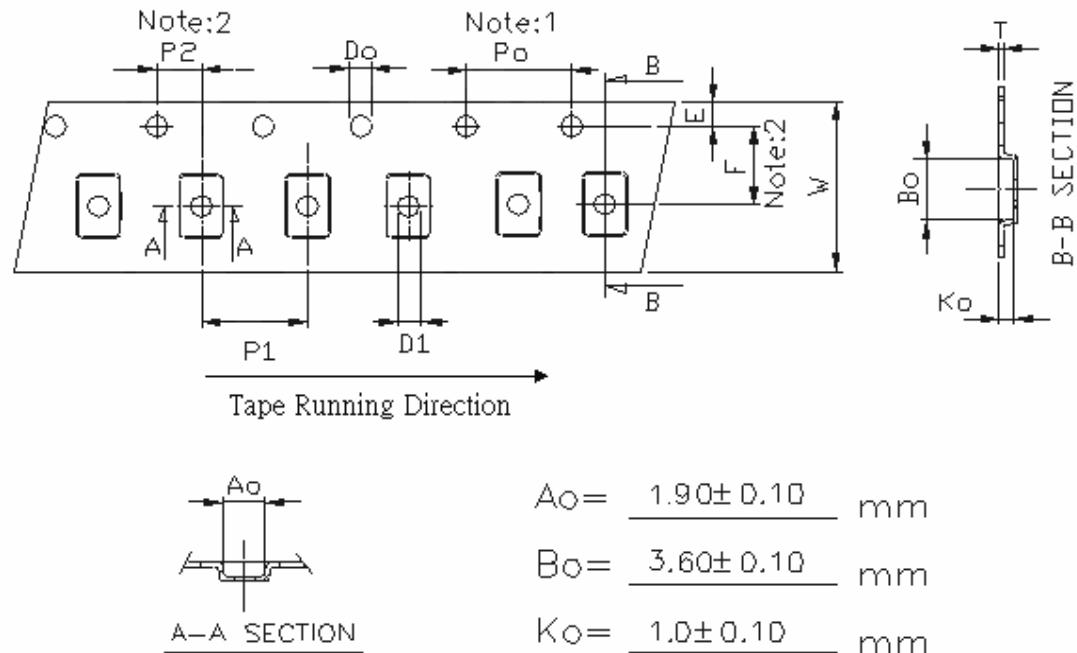 Note:2
P2
Do
Note:1
Po
B
E
F
Note:2
W
A
A
B
P1
D1
Tape Running Direction
T
Bo
Ko
B-B SECTION
Ao
A-A SECTION
Ao= 1.90± 0.10 mm
Bo= 3.60± 0.10 mm
Ko= 1.0± 0.10 mm